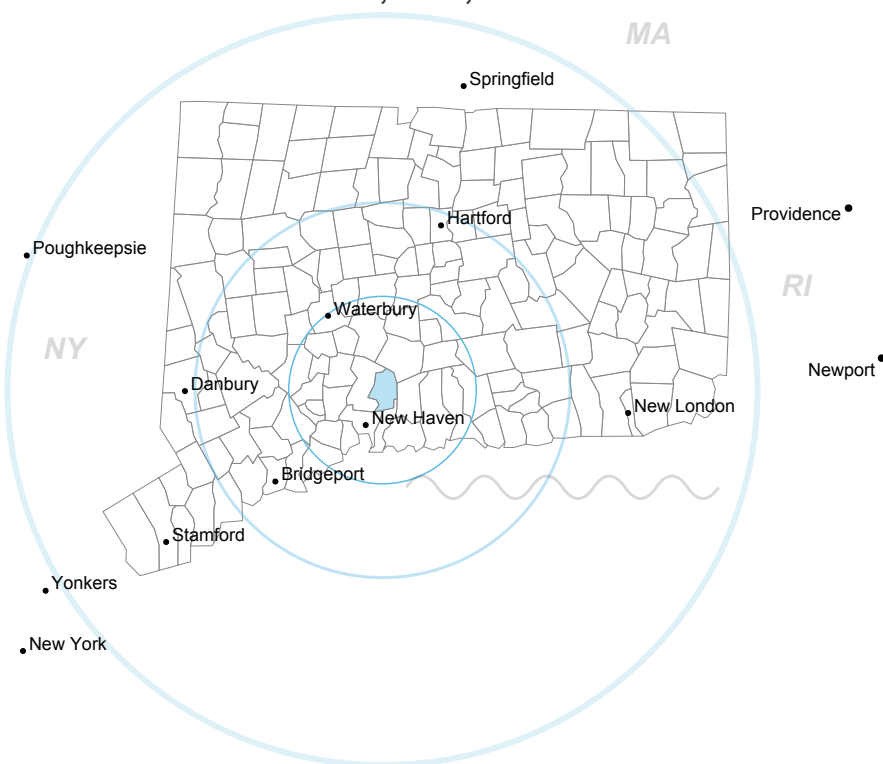 MA
Springfield
Providence
Hartford
Poughkeepsie
RI
Waterbury
NY
Newport
Danbury
New London
New Haven
Bridgeport
Stamford
Yonkers
New York